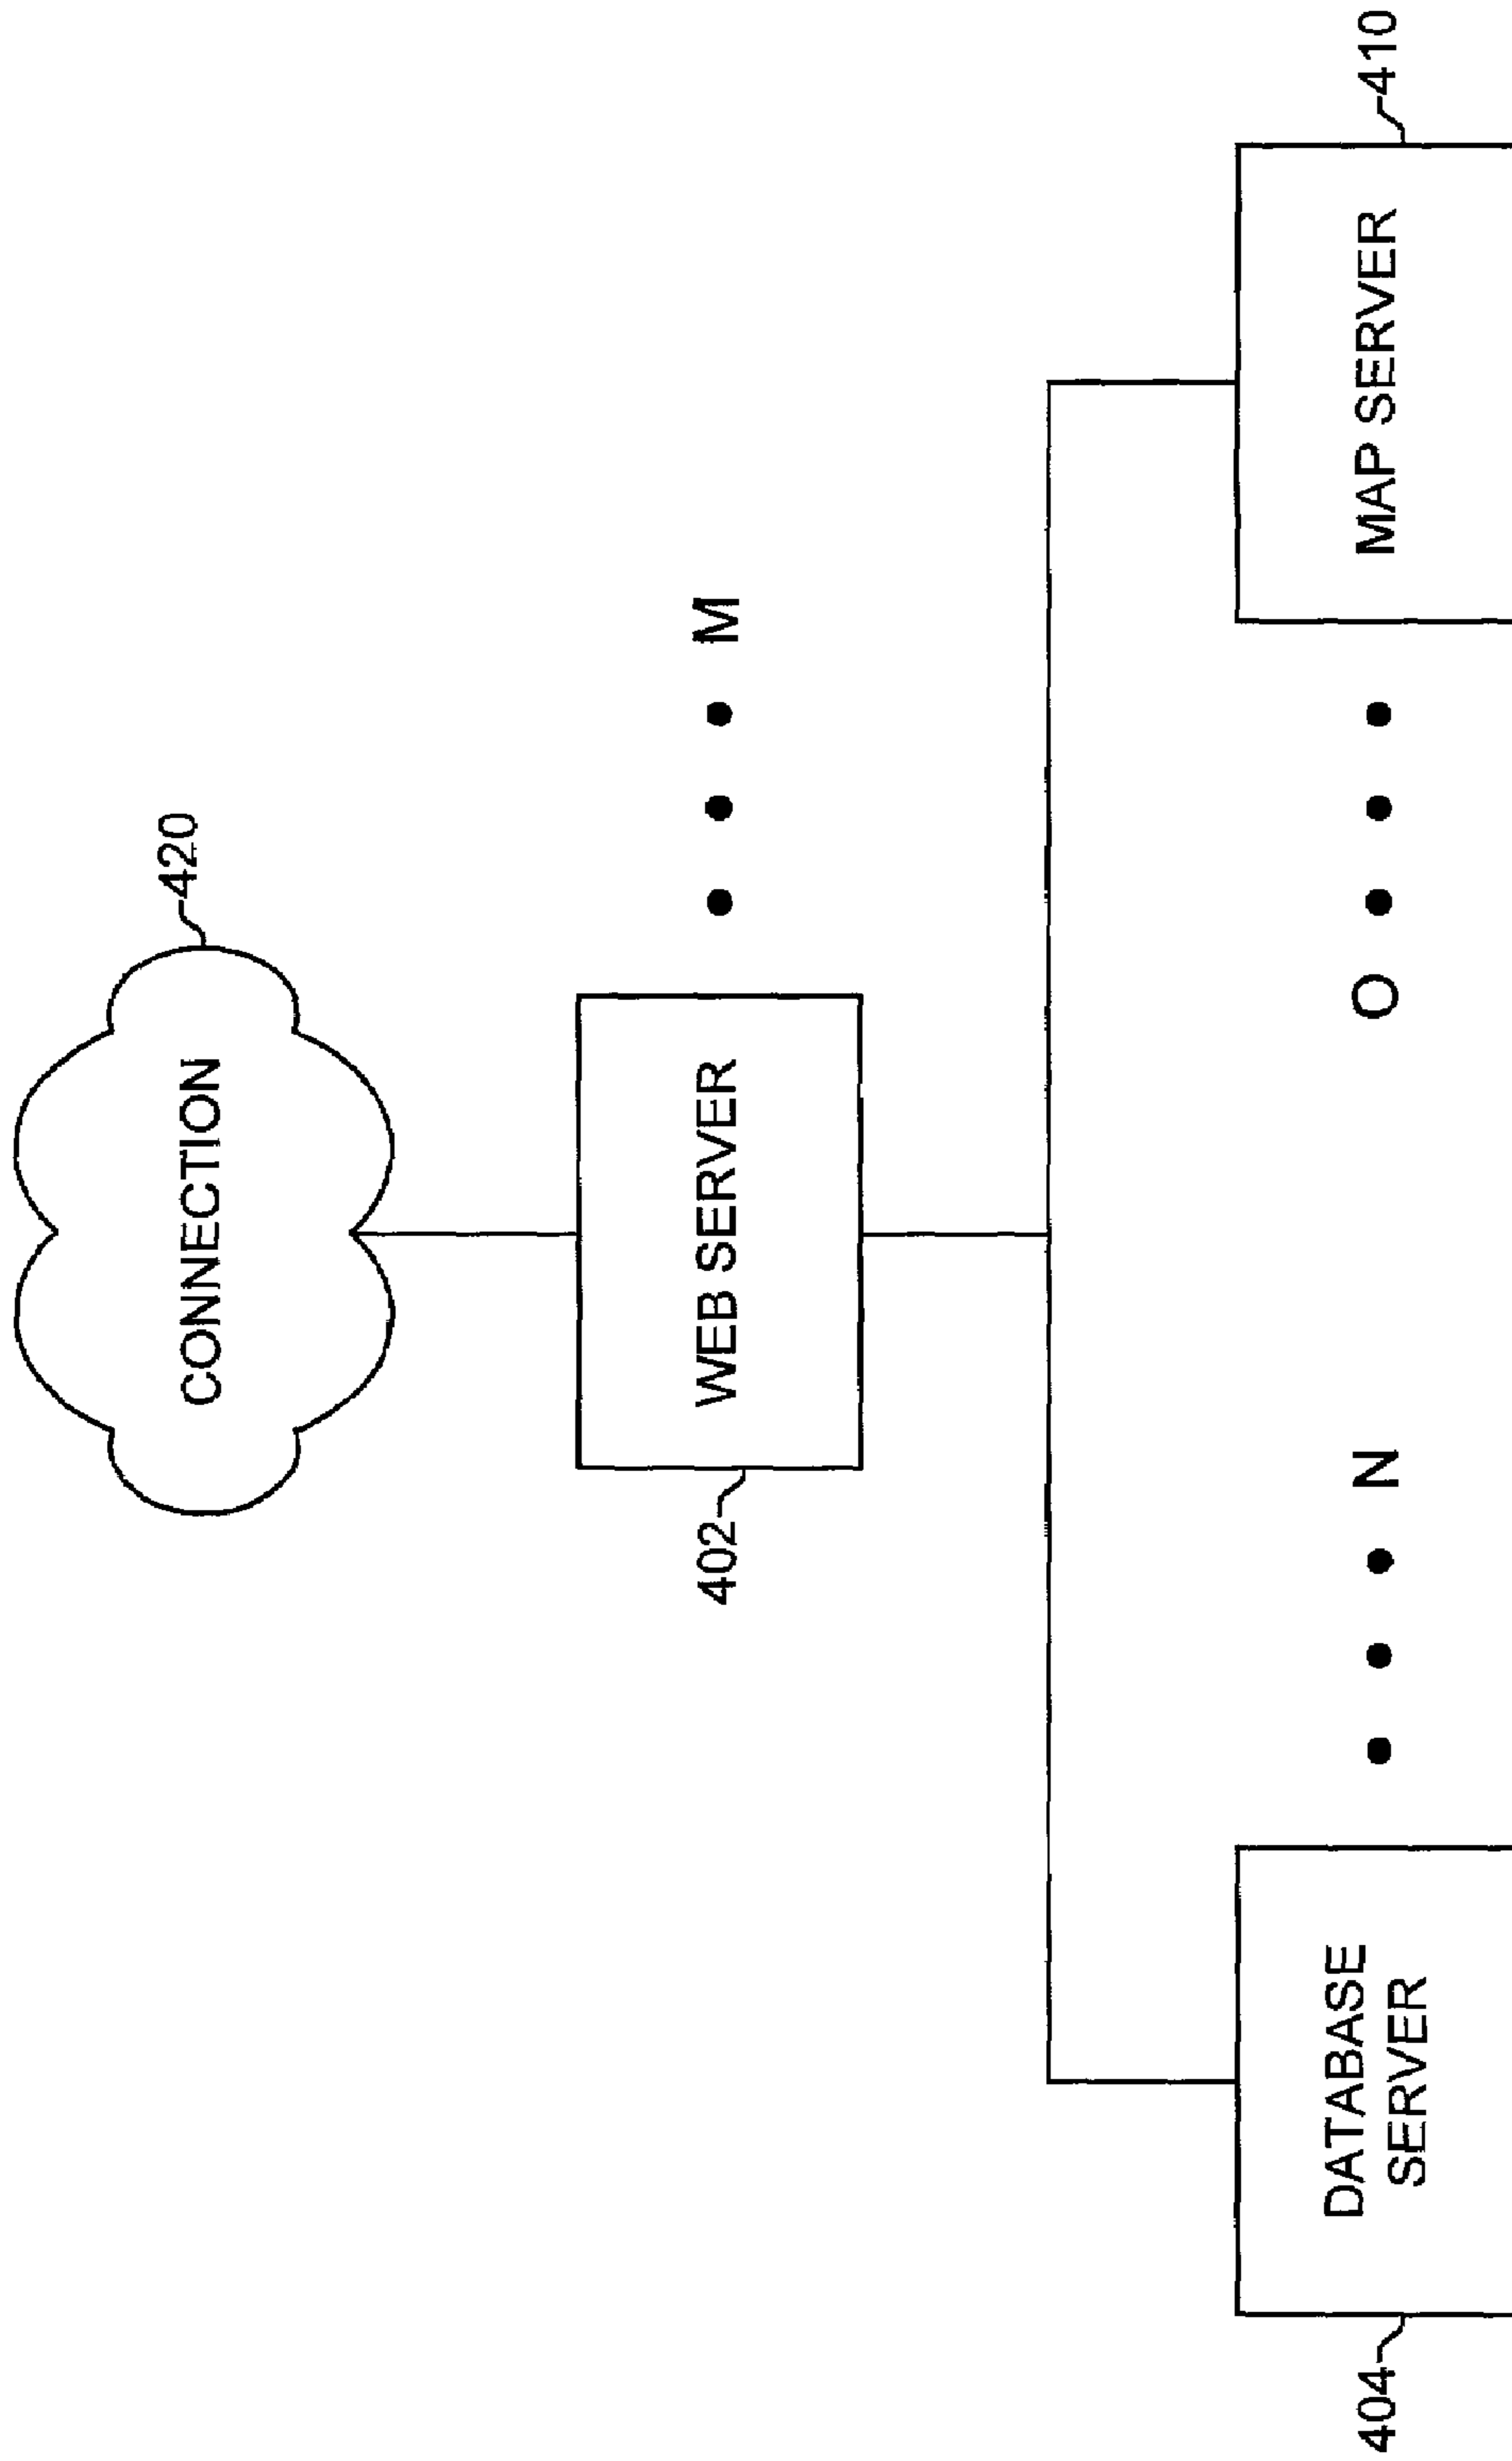 420
CONNECTION
402
WEB SERVER
M
404
DATABASE
SERVER
N
O
MAP SERVER
410